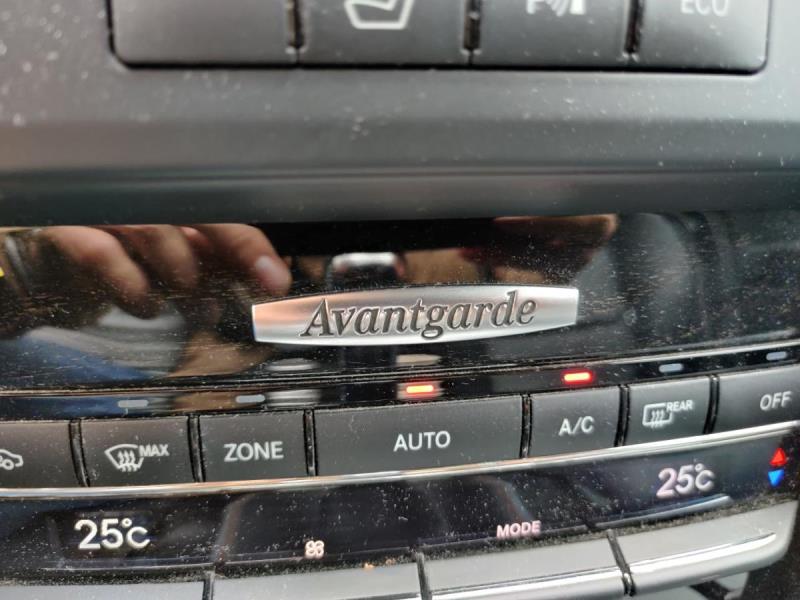 ECO
Avantgarde
MAX ZONE AUTO A/C REAR OFF
25°C MODE 25°C